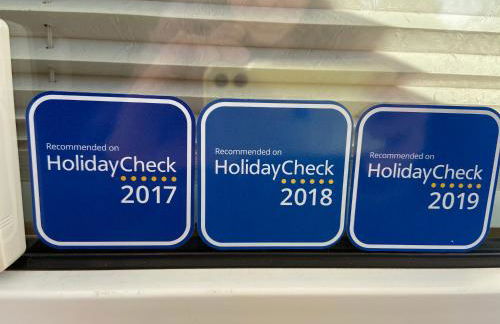 Recommended on
HolidayCheck
2017
Recommended on
HolidayCheck
2018
Recommended on
HolidayCheck
2019